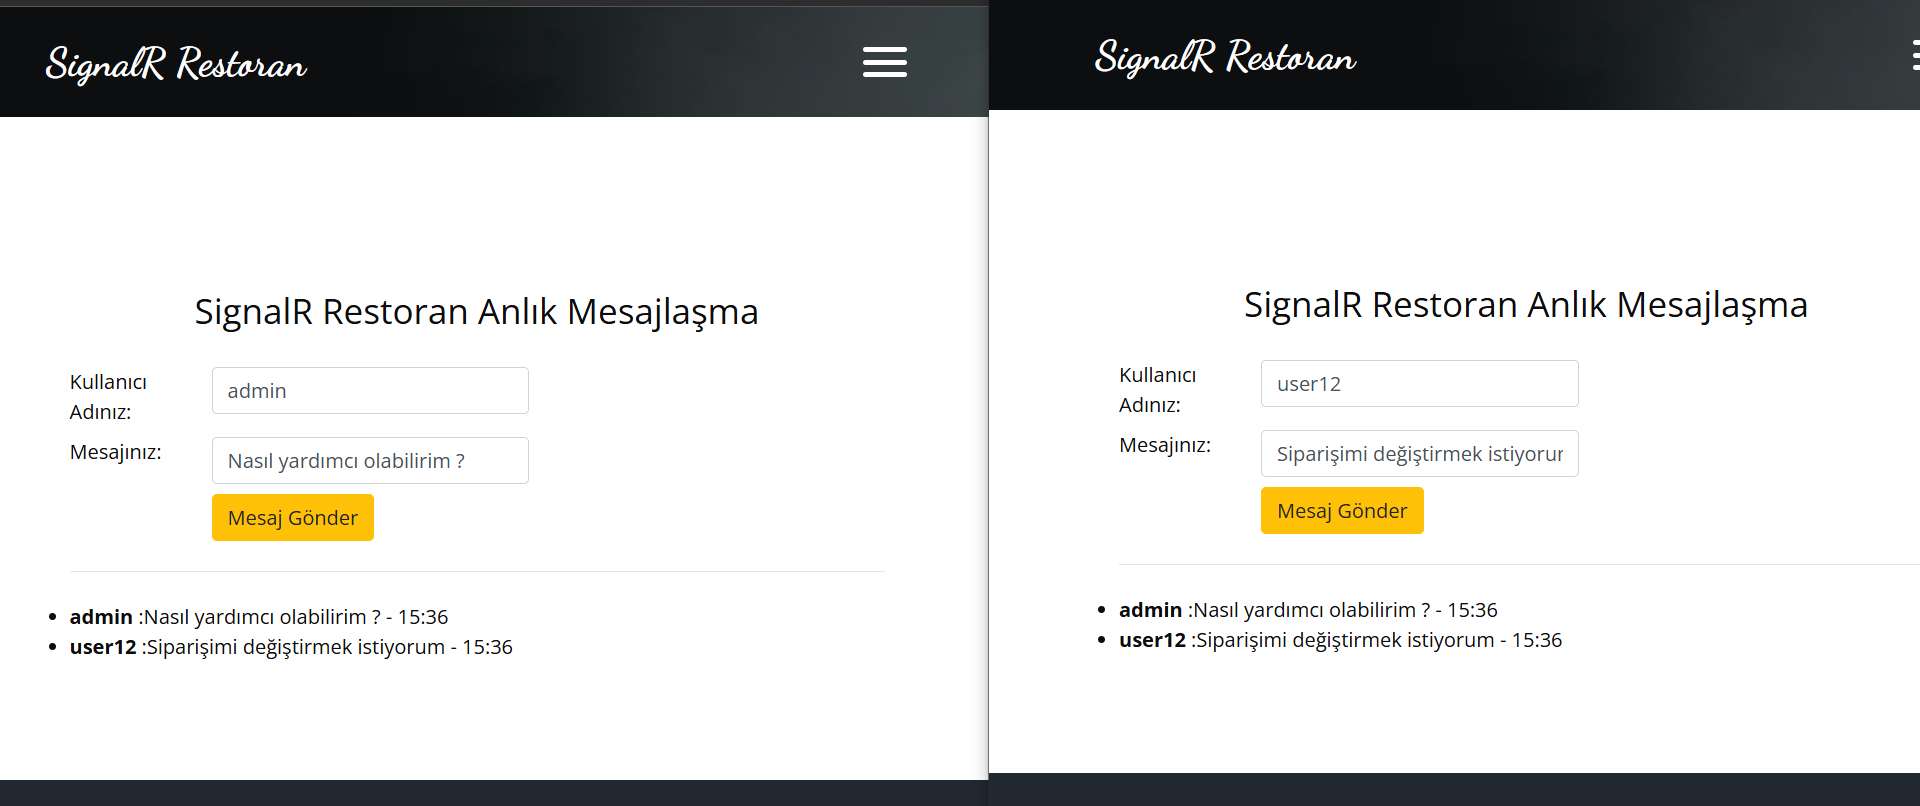 SignalR Restoran
SignalR Restoran Anlık Mesajlaşma
Kullanıcı
Adınız:
admin
Mesajınız:
Nasıl yardımcı olabilirim ?
Mesaj Gönder
admin :Nasıl yardımcı olabilirim ? - 15:36
user12 :Siparişimi değiştirmek istiyorum - 15:36
SignalR Restoran
SignalR Restoran Anlık Mesajlaşma
Kullanıcı
Adınız:
user12
Mesajınız:
Siparişimi değiştirmek istiyorum
Mesaj Gönder
admin :Nasıl yardımcı olabilirim ? - 15:36
user12 :Siparişimi değiştirmek istiyorum - 15:36